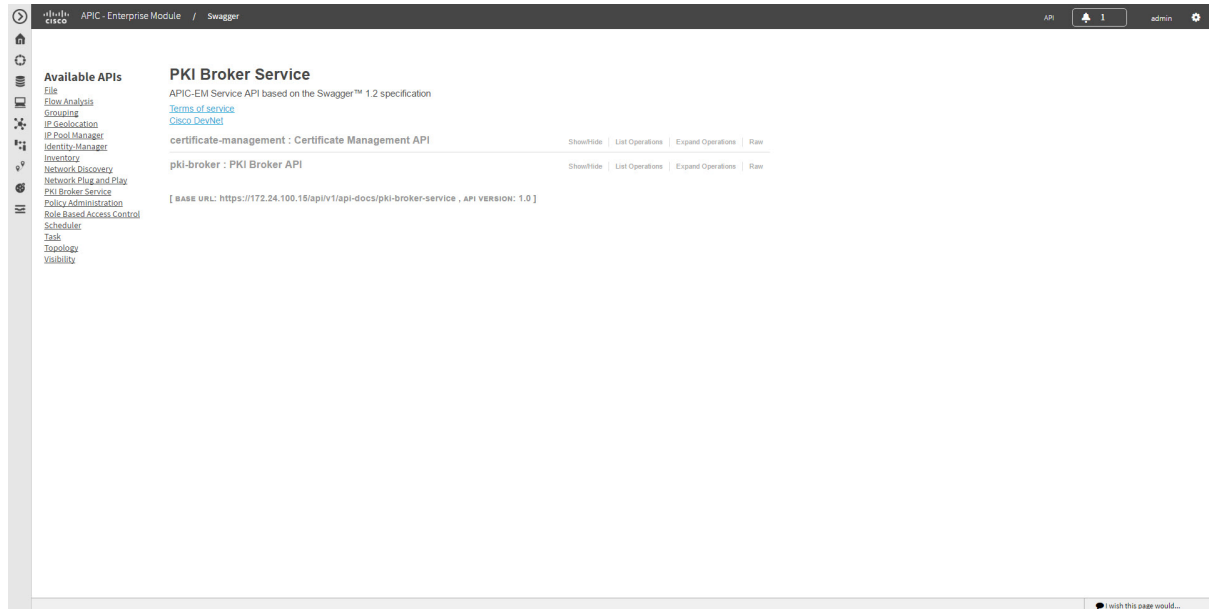 CISCO APIC - Enterprise Module / Swagger API 1 admin
Available APIs
File
Flow Analysis
Grouping
IP Geolocation
IP Pool Manager
Identity-Manager
Inventory
Network Discovery
Network Plug and Play
PKI Broker Service
Policy Administration
Role Based Access Control
Scheduler
Task
Topology
Visibility
PKI Broker Service
APIC-EM Service API based on the Swagger™ 1.2 specification
Terms of service
Cisco DevNet
certificate-management : Certificate Management API Show/Hide List Operations Expand Operations Raw
pki-broker : PKI Broker API Show/Hide List Operations Expand Operations Raw
[ BASE URL: https://172.24.100.15/api/v1/api-docs/pki-broker-service , API VERSION: 1.0 ]
I wish this page would...